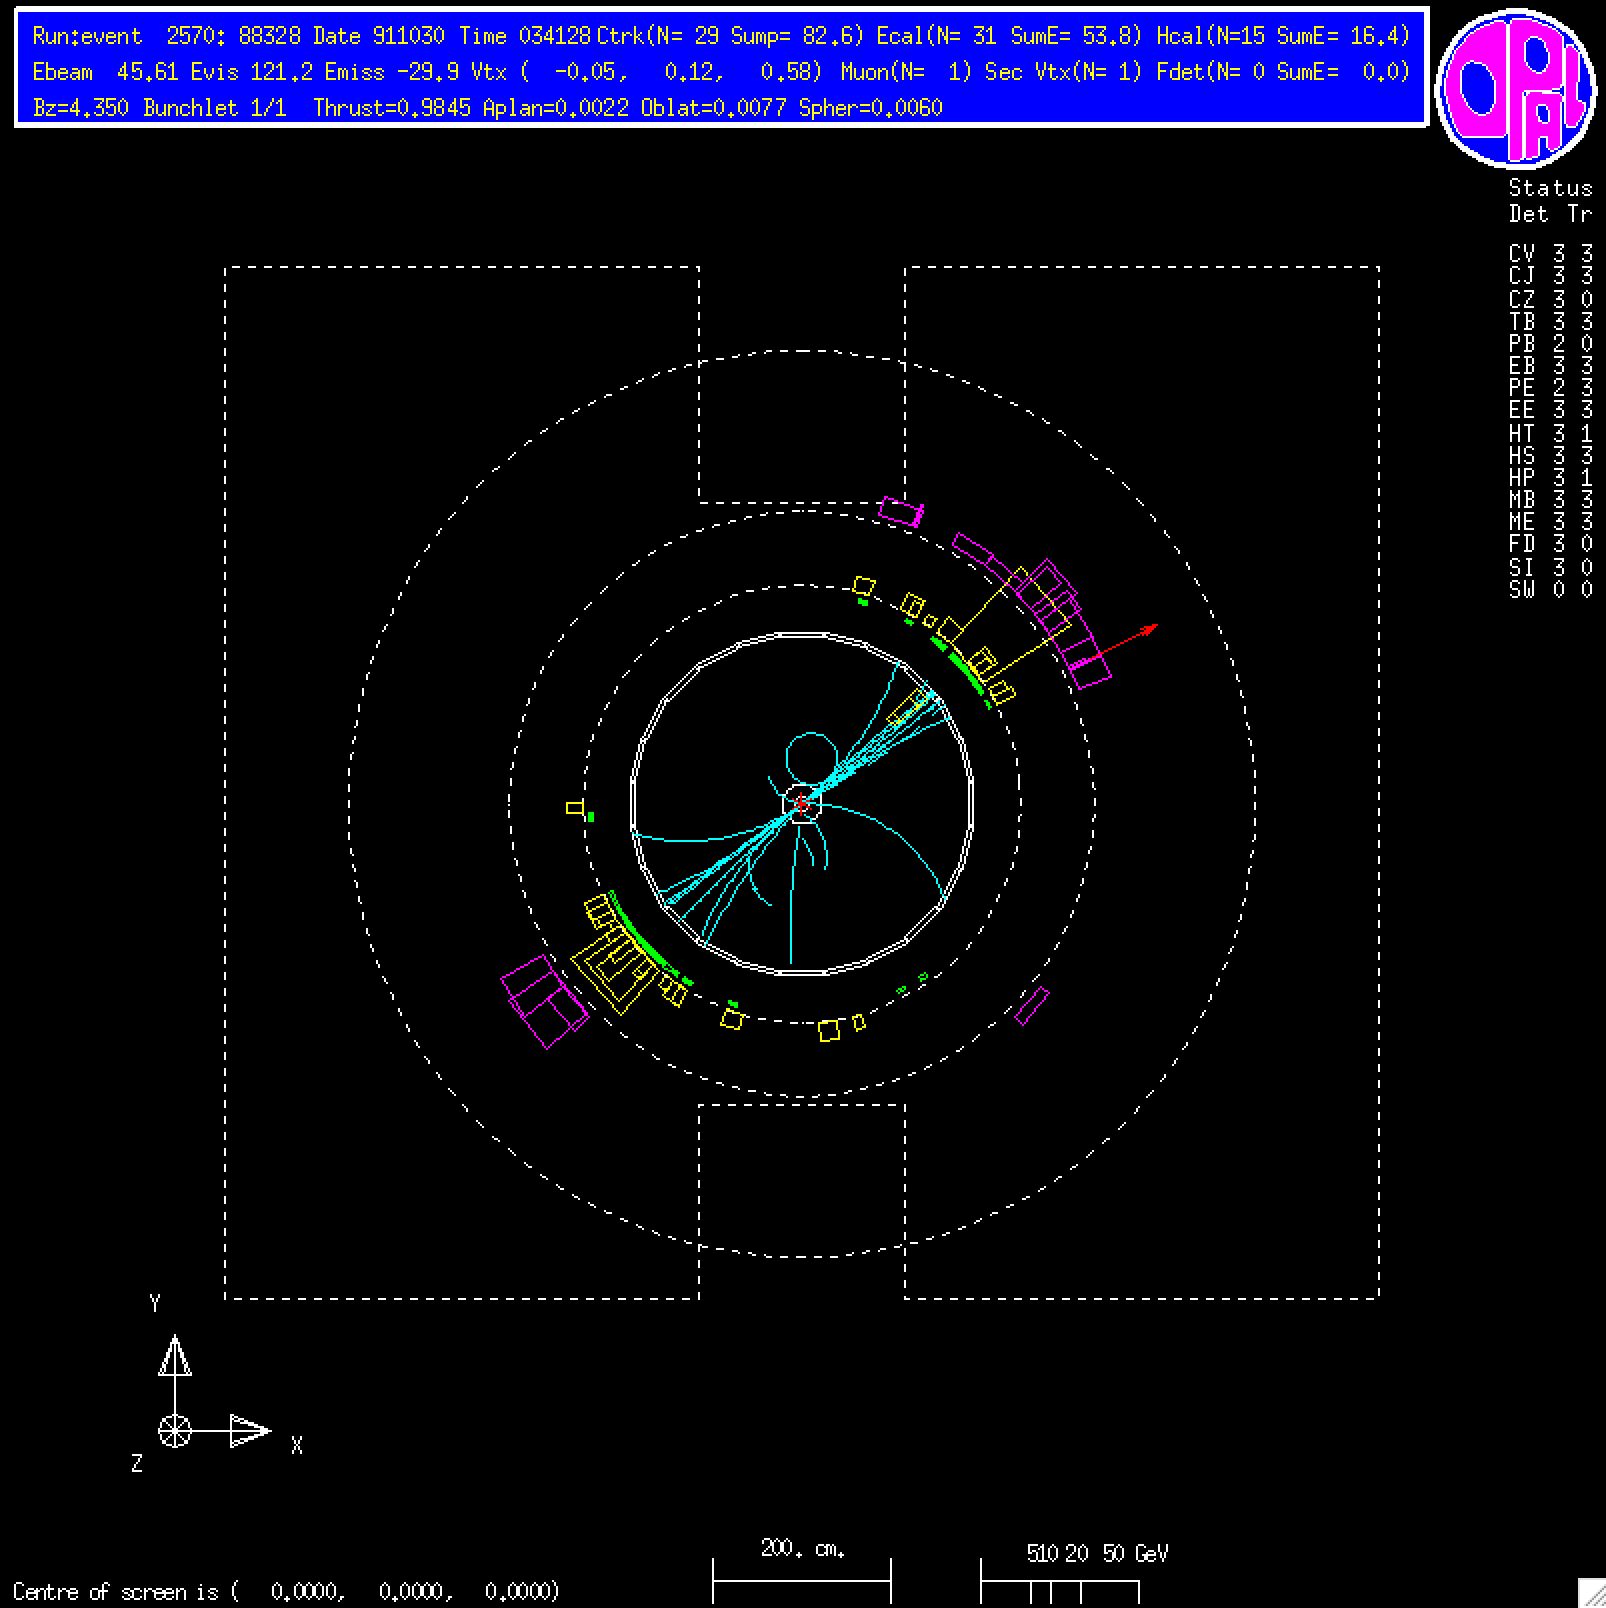 Run:event 2570: 88328 Date 911030 Time 034128 Ctrk(N= 29 Sump= 82.6) Ecal(N= 31 SumE= 53.8) Hcal(N=15 SumE= 16.4)
Ebeam 45.61 Evis 121.2 Emiss -29.9 Vtx ( -0.05, 0.12, 0.58) Muon(N= 1) Sec Vtx(N= 1) Fdet(N= 0 SumE= 0.0)
Bz=4.350 Bunchlet 1/1 Thrust=0.9845 Aplan=0.0022 Oblat=0.0077 Spher=0.0060
OPAL
Status
Det Tr
CV 3 3
CJ 3 3
CZ 3 0
TB 3 3
PB 2 0
EB 3 3
PE 2 3
EE 3 3
HT 3 1
HS 3 3
HP 3 1
MB 3 3
ME 3 3
FD 3 0
SI 3 0
SW 0 0
Y
X
Z
200. cm.
5 10 20 50 GeV
Centre of screen is ( 0.0000, 0.0000, 0.0000)